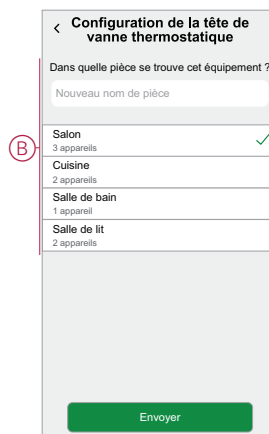 Configuration de la tête de
vanne thermostatique
Dans quelle pièce se trouve cet équipement ?
Nouveau nom de pièce
B
Salon
3 appareils
Cuisine
2 appareils
Salle de bain
1 appareil
Salle de lit
2 appareils
Envoyer